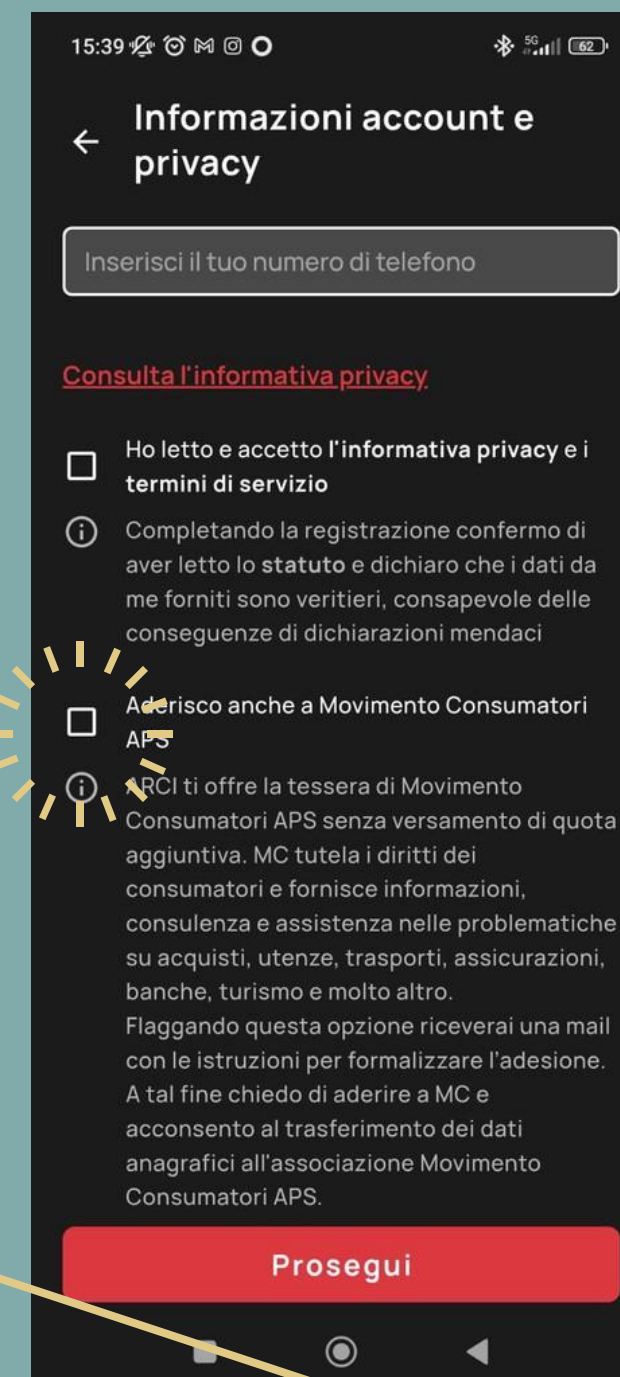 15:39
5G
62
Informazioni account e
privacy
Inserisci il tuo numero di telefono
Consulta l'informativa privacy
Ho letto e accetto l'informativa privacy e i
termini di servizio
Completando la registrazione confermo di
aver letto lo statuto e dichiaro che i dati da
me forniti sono veritieri, consapevole delle
conseguenze di dichiarazioni mendaci
Aderisco anche a Movimento Consumatori
APS
ARCI ti offre la tessera di Movimento
Consumatori APS senza versamento di quota
aggiuntiva. MC tutela i diritti dei
consumatori e fornisce informazioni,
consulenza e assistenza nelle problematiche
su acquisti, utenze, trasporti, assicurazioni,
banche, turismo e molto altro.
Flaggando questa opzione riceverai una mail
con le istruzioni per formalizzare l'adesione.
A tal fine chiedo di aderire a MC e
acconsento al trasferimento dei dati
anagrafici all'associazione Movimento
Consumatori APS.
Prosegui